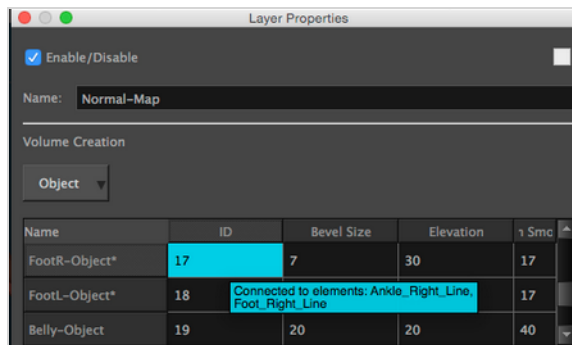 Layer Properties
Enable/Disable
Name: Normal-Map
Volume Creation
Object
Name ID Bevel Size Elevation Smc
FootR-Object* 17 7 30 17
FootL-Object* 18 17
Connected to elements: Ankle_Right_Line,
Foot_Right_Line
Belly-Object 19 20 20 40